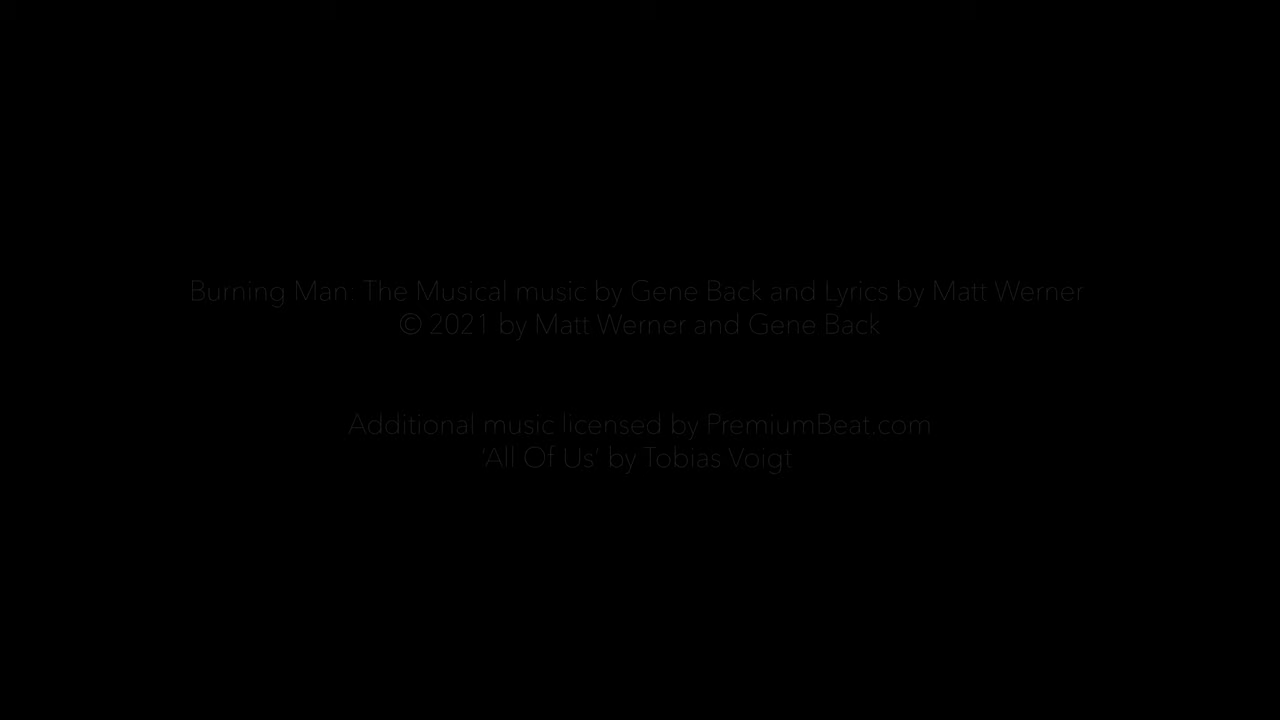 Burning Man: The Musical music by Gene Back and Lyrics by Matt Werner
© 2021 by Matt Werner and Gene Back
Additional music licensed by PremiumBeat.com
‘All Of Us’ by Tobias Voigt